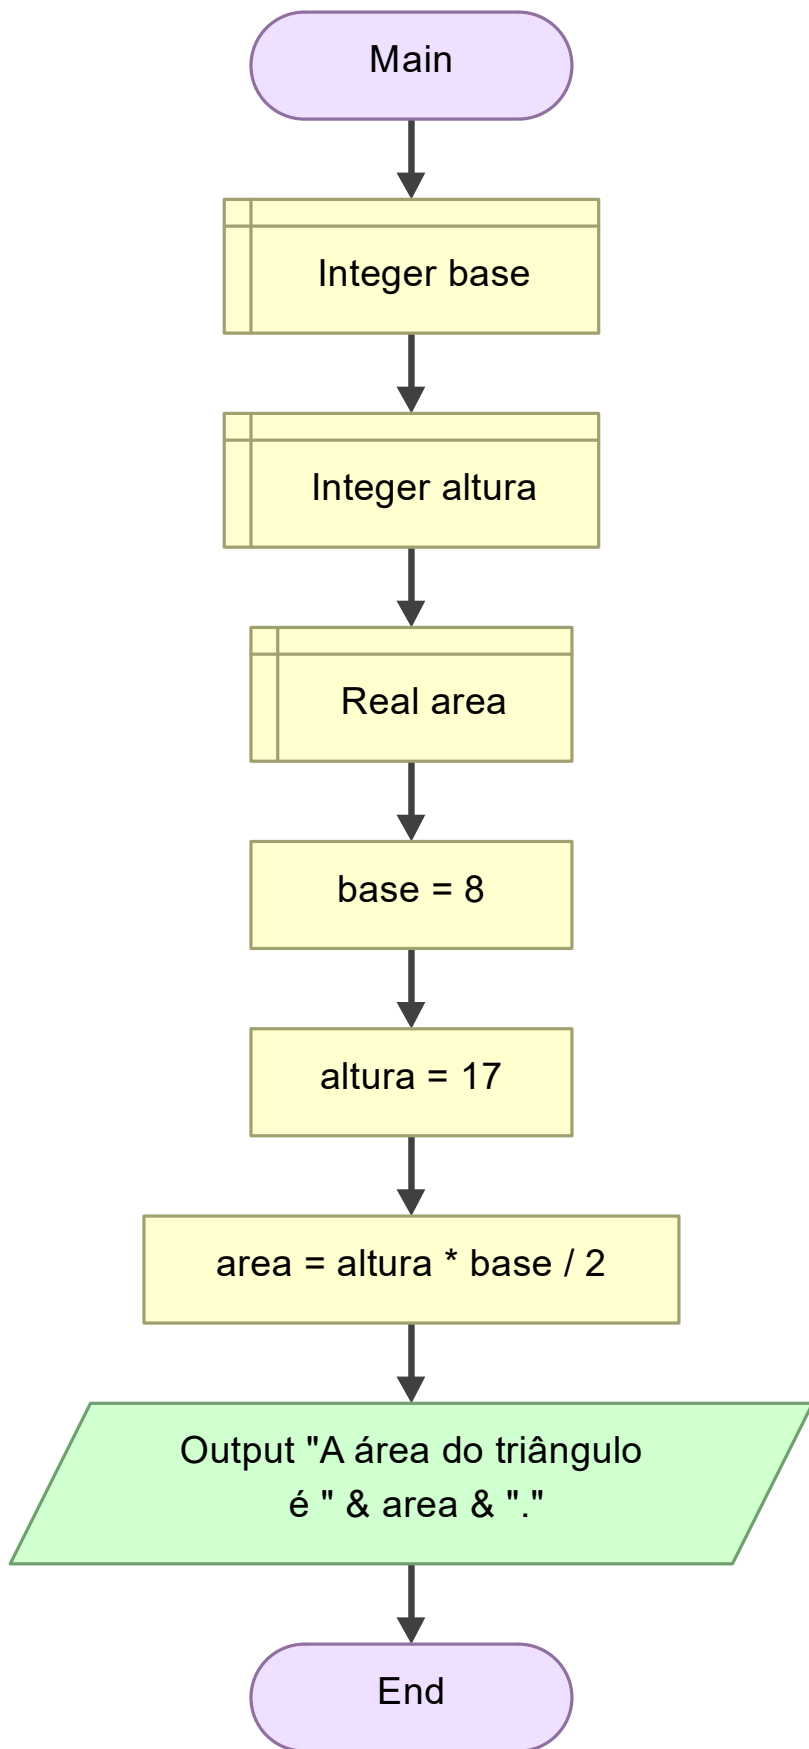 Main
Integer base
Integer altura
Real area
base = 8
altura = 17
area = altura * base / 2
Output "A área do triângulo
é " & area & "."
End